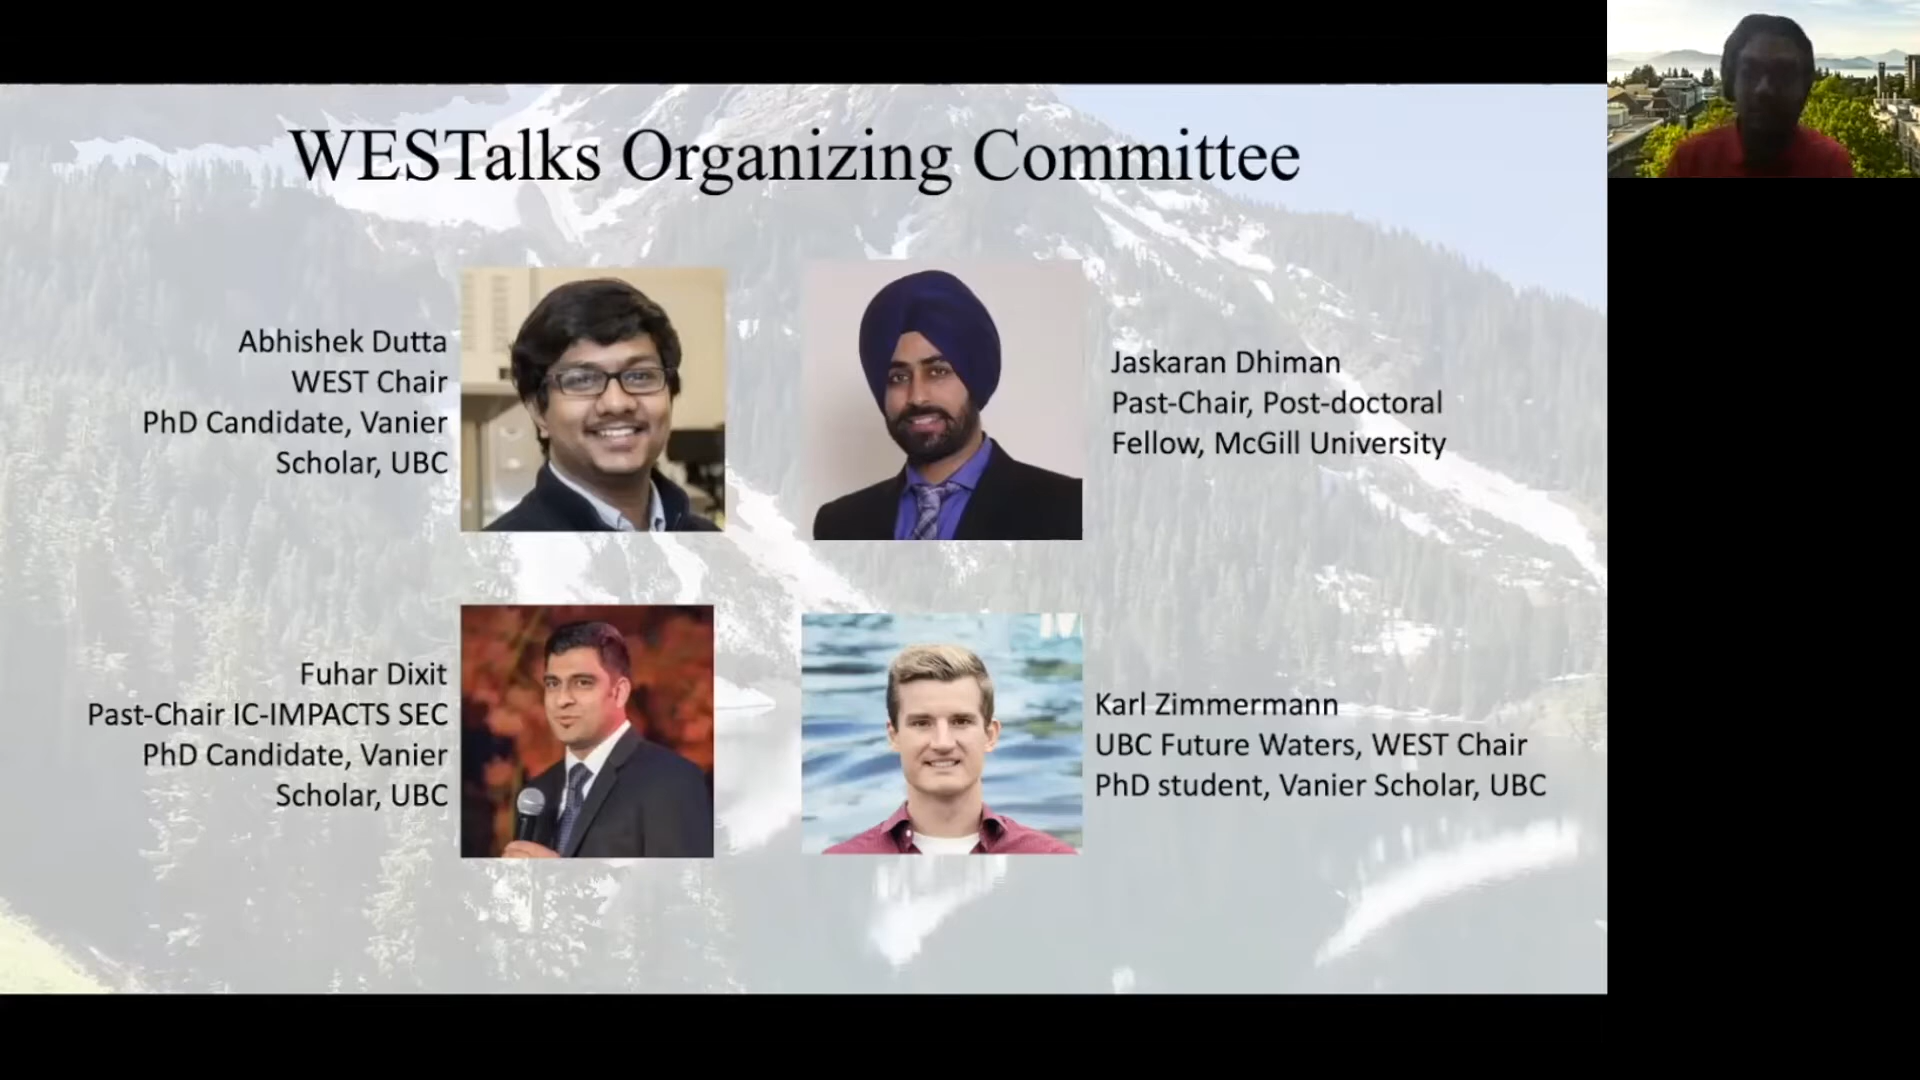 WESTalks Organizing Committee
Abhishek Dutta
WEST Chair
PhD Candidate, Vanier
Scholar, UBC
Jaskaran Dhiman
Past-Chair, Post-doctoral
Fellow, McGill University
Fuhar Dixit
Past-Chair IC-IMPACTS SEC
PhD Candidate, Vanier
Scholar, UBC
Karl Zimmermann
UBC Future Waters, WEST Chair
PhD student, Vanier Scholar, UBC